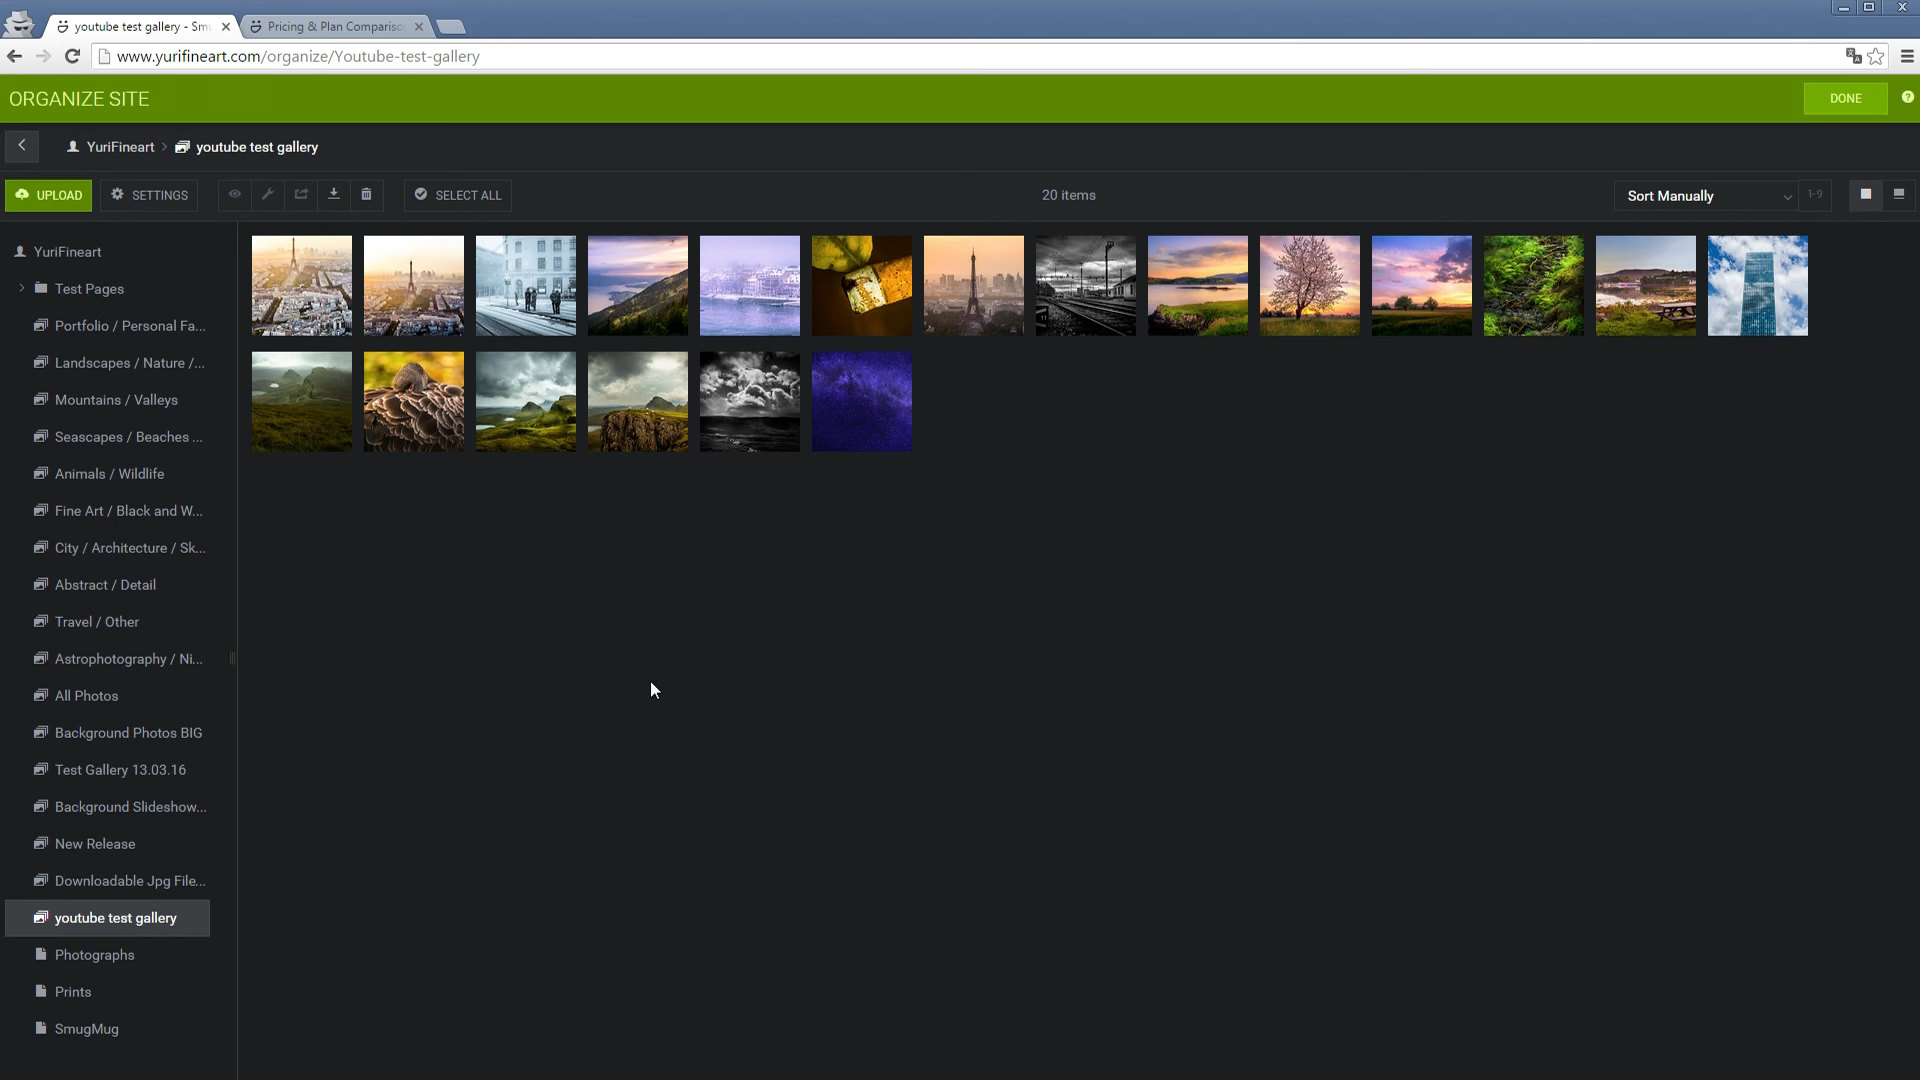 youtube test gallery - Smu
Pricing & Plan Compariso
www.yurifineart.com/organize/Youtube-test-gallery
ORGANIZE SITE
DONE
?
YuriFineart > youtube test gallery
UPLOAD
SETTINGS
SELECT ALL
20 items
Sort Manually
1-9
YuriFineart
Test Pages
Portfolio / Personal Fa...
Landscapes / Nature /...
Mountains / Valleys
Seascapes / Beaches ...
Animals / Wildlife
Fine Art / Black and W...
City / Architecture / Sk...
Abstract / Detail
Travel / Other
Astrophotography / Ni...
All Photos
Background Photos BIG
Test Gallery 13.03.16
Background Slideshow...
New Release
Downloadable Jpg File...
youtube test gallery
Photographs
Prints
SmugMug